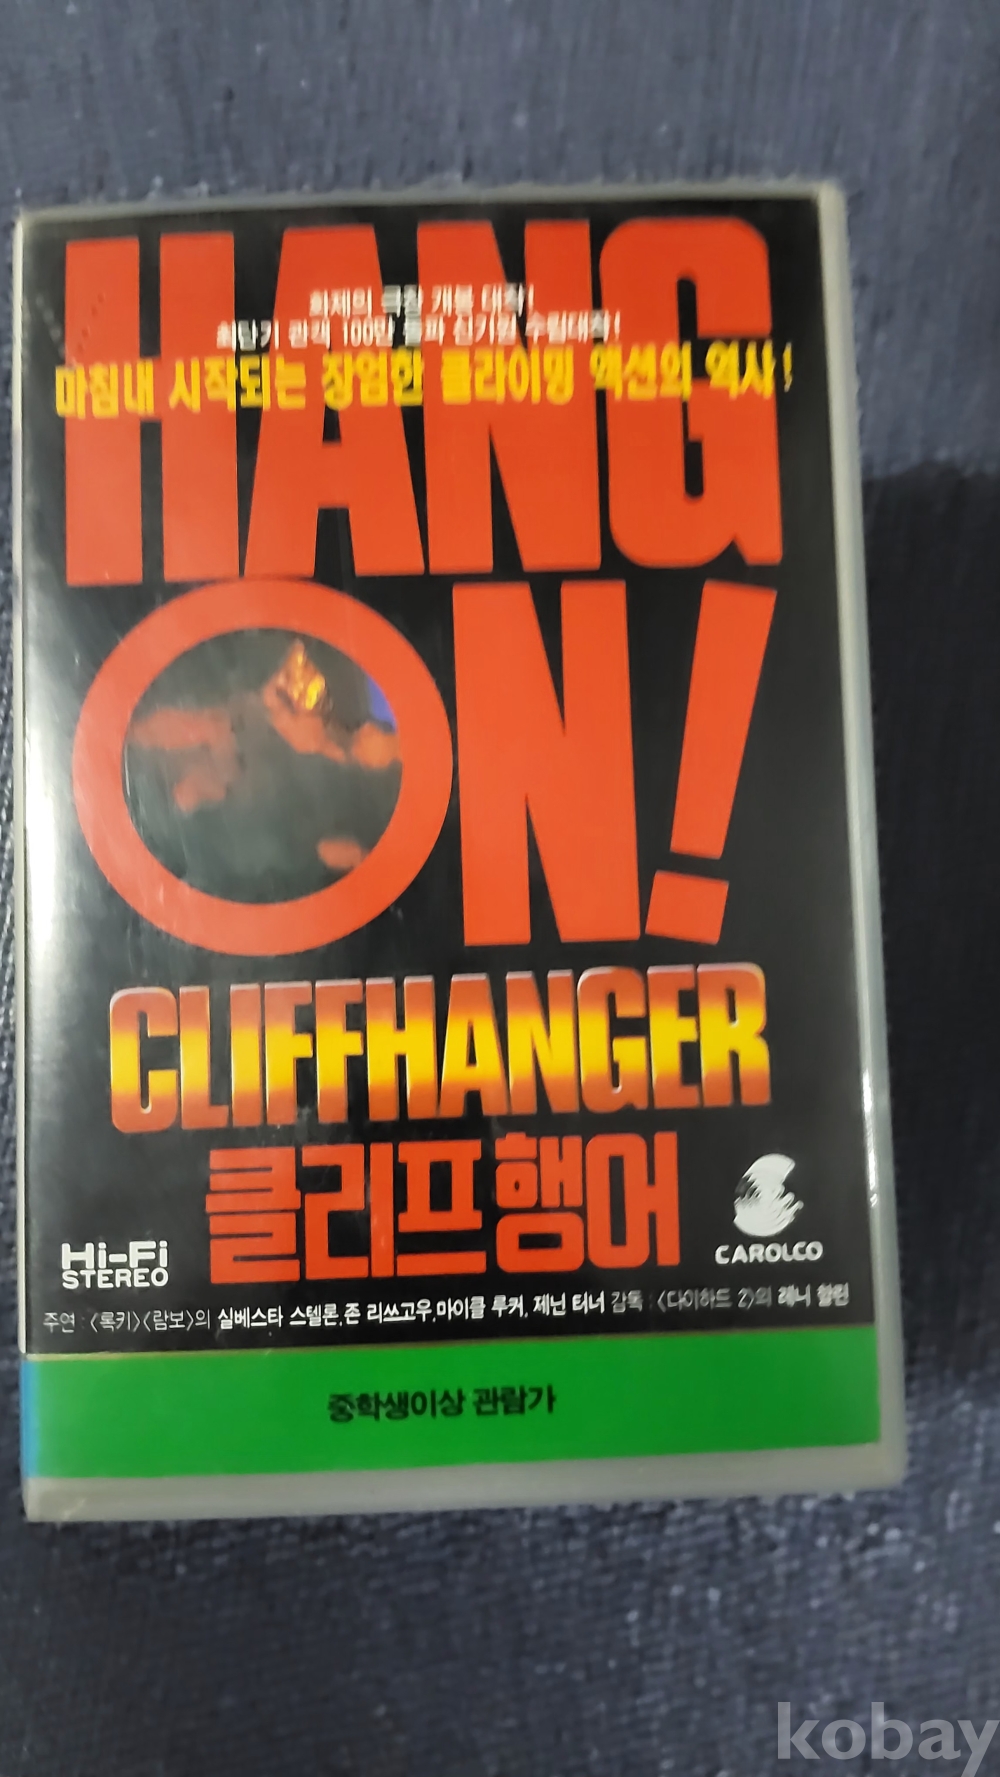 HANG
화제의 극장 개봉 대작!
최단기 관객 100만 돌파 신기원 수립대작!
마침내 시작되는 장엄한 클라이밍 액션의 역사!
ON!
CLIFFHANGER
클리프행어
Hi-Fi
STEREO
CAROLCO
주연 : <록키><람보>의 실베스타 스텔론,존 리쓰고우,마이클 루커, 제닌 터너 감독 : <다이하드 2>의 레니 할린
중학생이상 관람가
kobay